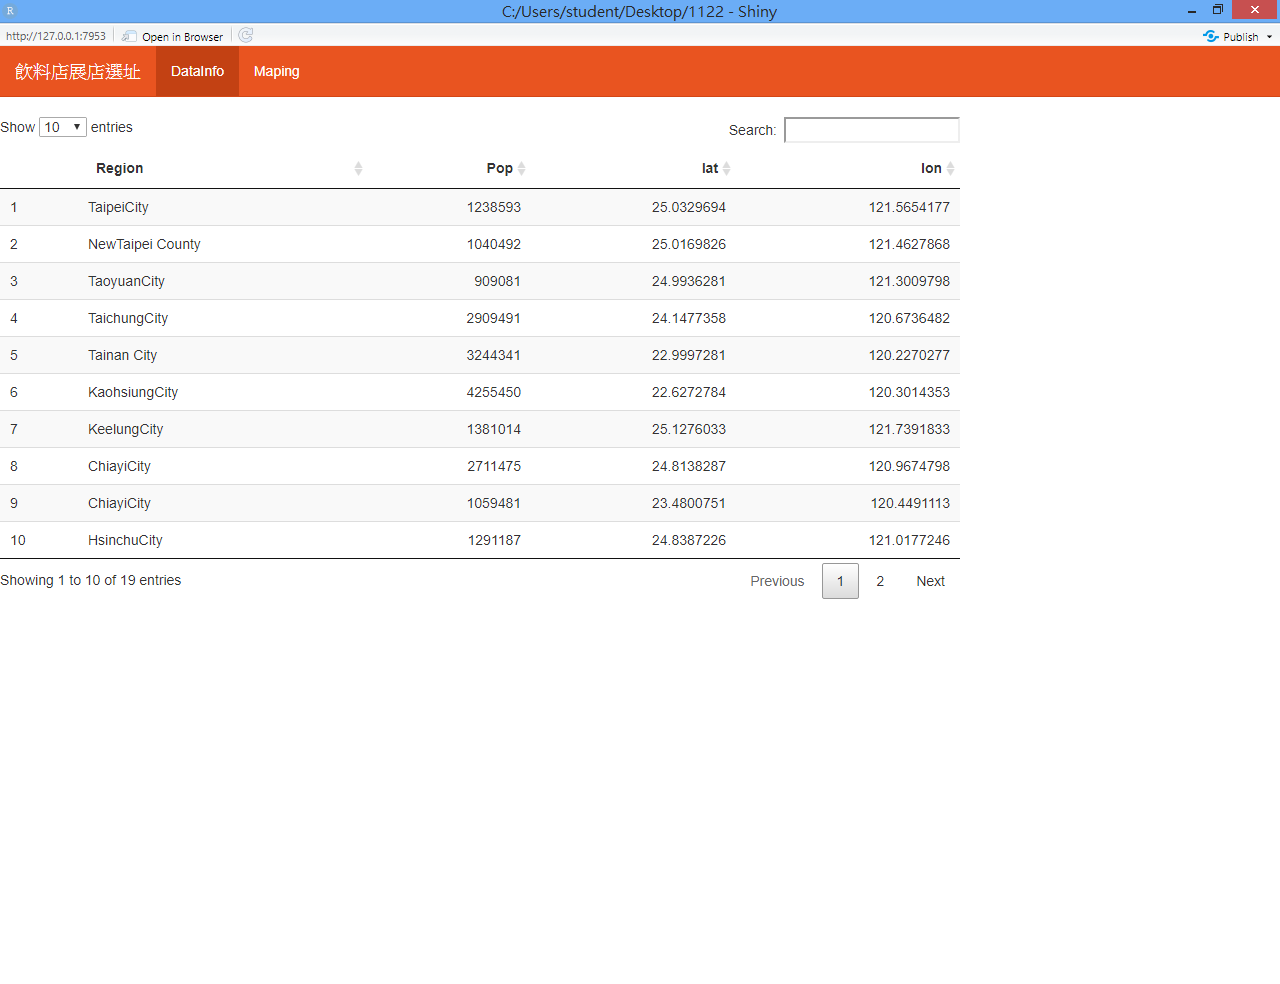 R C:/Users/student/Desktop/1122 - Shiny
http://127.0.0.1:7953 Open in Browser Publish
飲料店展店選址 DataInfo Maping
Show 10 entries Search:
Region Pop lat lon
1 TaipeiCity 1238593 25.0329694 121.5654177
2 NewTaipei County 1040492 25.0169826 121.4627868
3 TaoyuanCity 909081 24.9936281 121.3009798
4 TaichungCity 2909491 24.1477358 120.6736482
5 Tainan City 3244341 22.9997281 120.2270277
6 KaohsiungCity 4255450 22.6272784 120.3014353
7 KeelungCity 1381014 25.1276033 121.7391833
8 ChiayiCity 2711475 24.8138287 120.9674798
9 ChiayiCity 1059481 23.4800751 120.4491113
10 HsinchuCity 1291187 24.8387226 121.0177246
Showing 1 to 10 of 19 entries Previous 1 2 Next